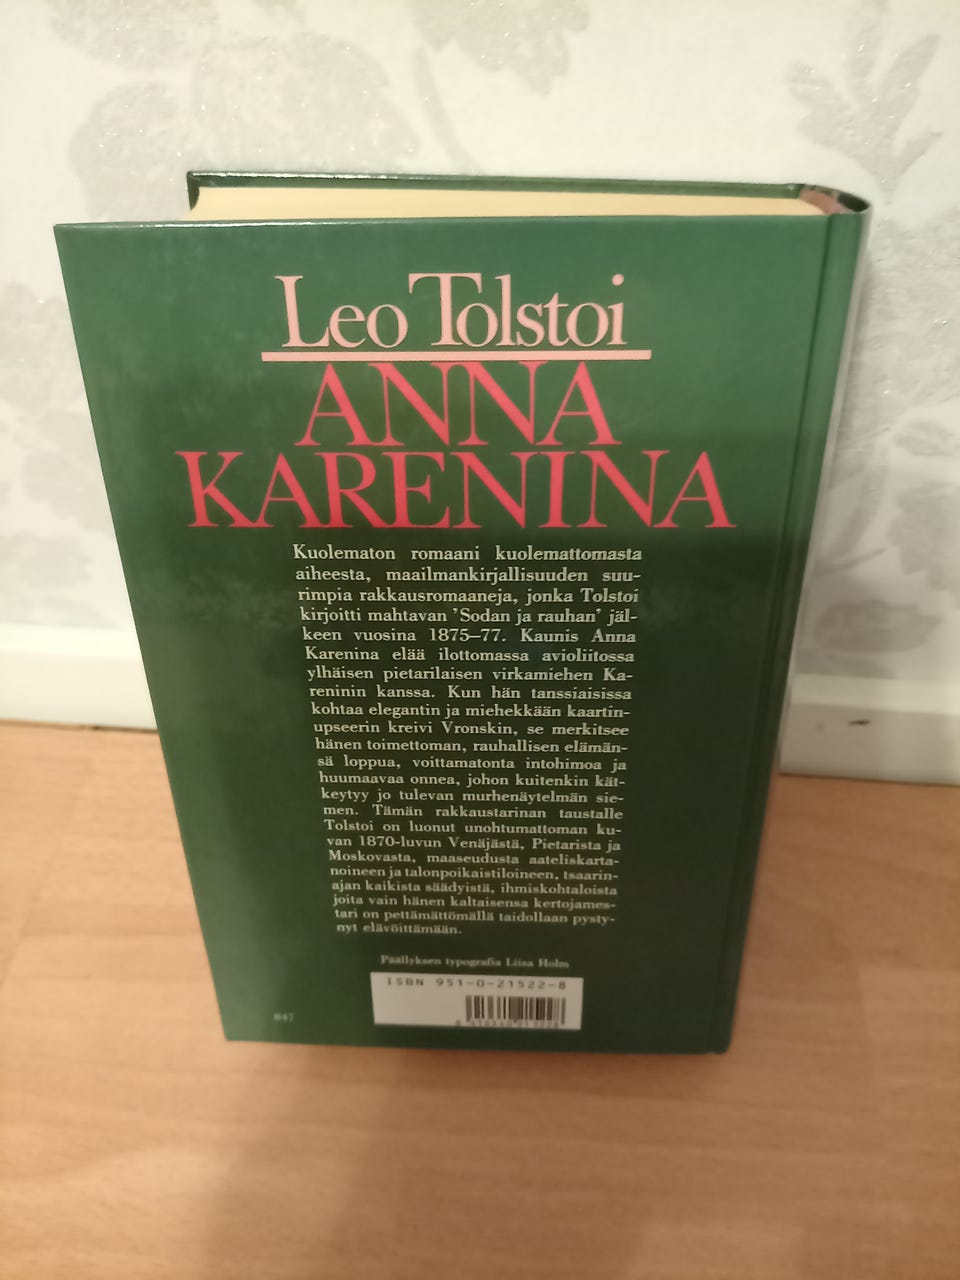 Leo Tolstoi
ANNA
KARENINA
Kuolematon romaani kuolemattomasta
aiheesta, maailmankirjallisuuden suu-
rimpia rakkausromaaneja, jonka Tolstoi
kirjoitti mahtavan 'Sodan ja rauhan' jäl-
keen vuosina 1875–77. Kaunis Anna
Karenina elää ilottomassa avioliitossa
ylhäisen pietarilaisen virkamiehen Ka-
reninin kanssa. Kun hän tanssiaisissa
kohtaa elegantin ja miehekkään kaartin-
upseerin kreivi Vronskin, se merkitsee
hänen toimettoman, rauhallisen elämän-
sä loppua, voittamatonta intohimoa ja
huumaavaa onnea, johon kuitenkin kät-
keytyy jo tulevan murhenäytelmän sie-
men. Tämän rakkaustarinan taustalle
Tolstoi on luonut unohtumattoman ku-
van 1870-luvun Venäjästä, Pietarista ja
Moskovasta, maaseudusta aateliskarta-
noineen ja talonpoikaistiloineen, tsaarin-
ajan kaikista säädyistä, ihmiskohtaloista
joita vain hänen kaltaisensa kertojames-
tari on pettämättömällä taidollaan pysty-
nyt elävöittämään.
Päällyksen typografia Liisa Holm
ISBN 951-0-21522-8